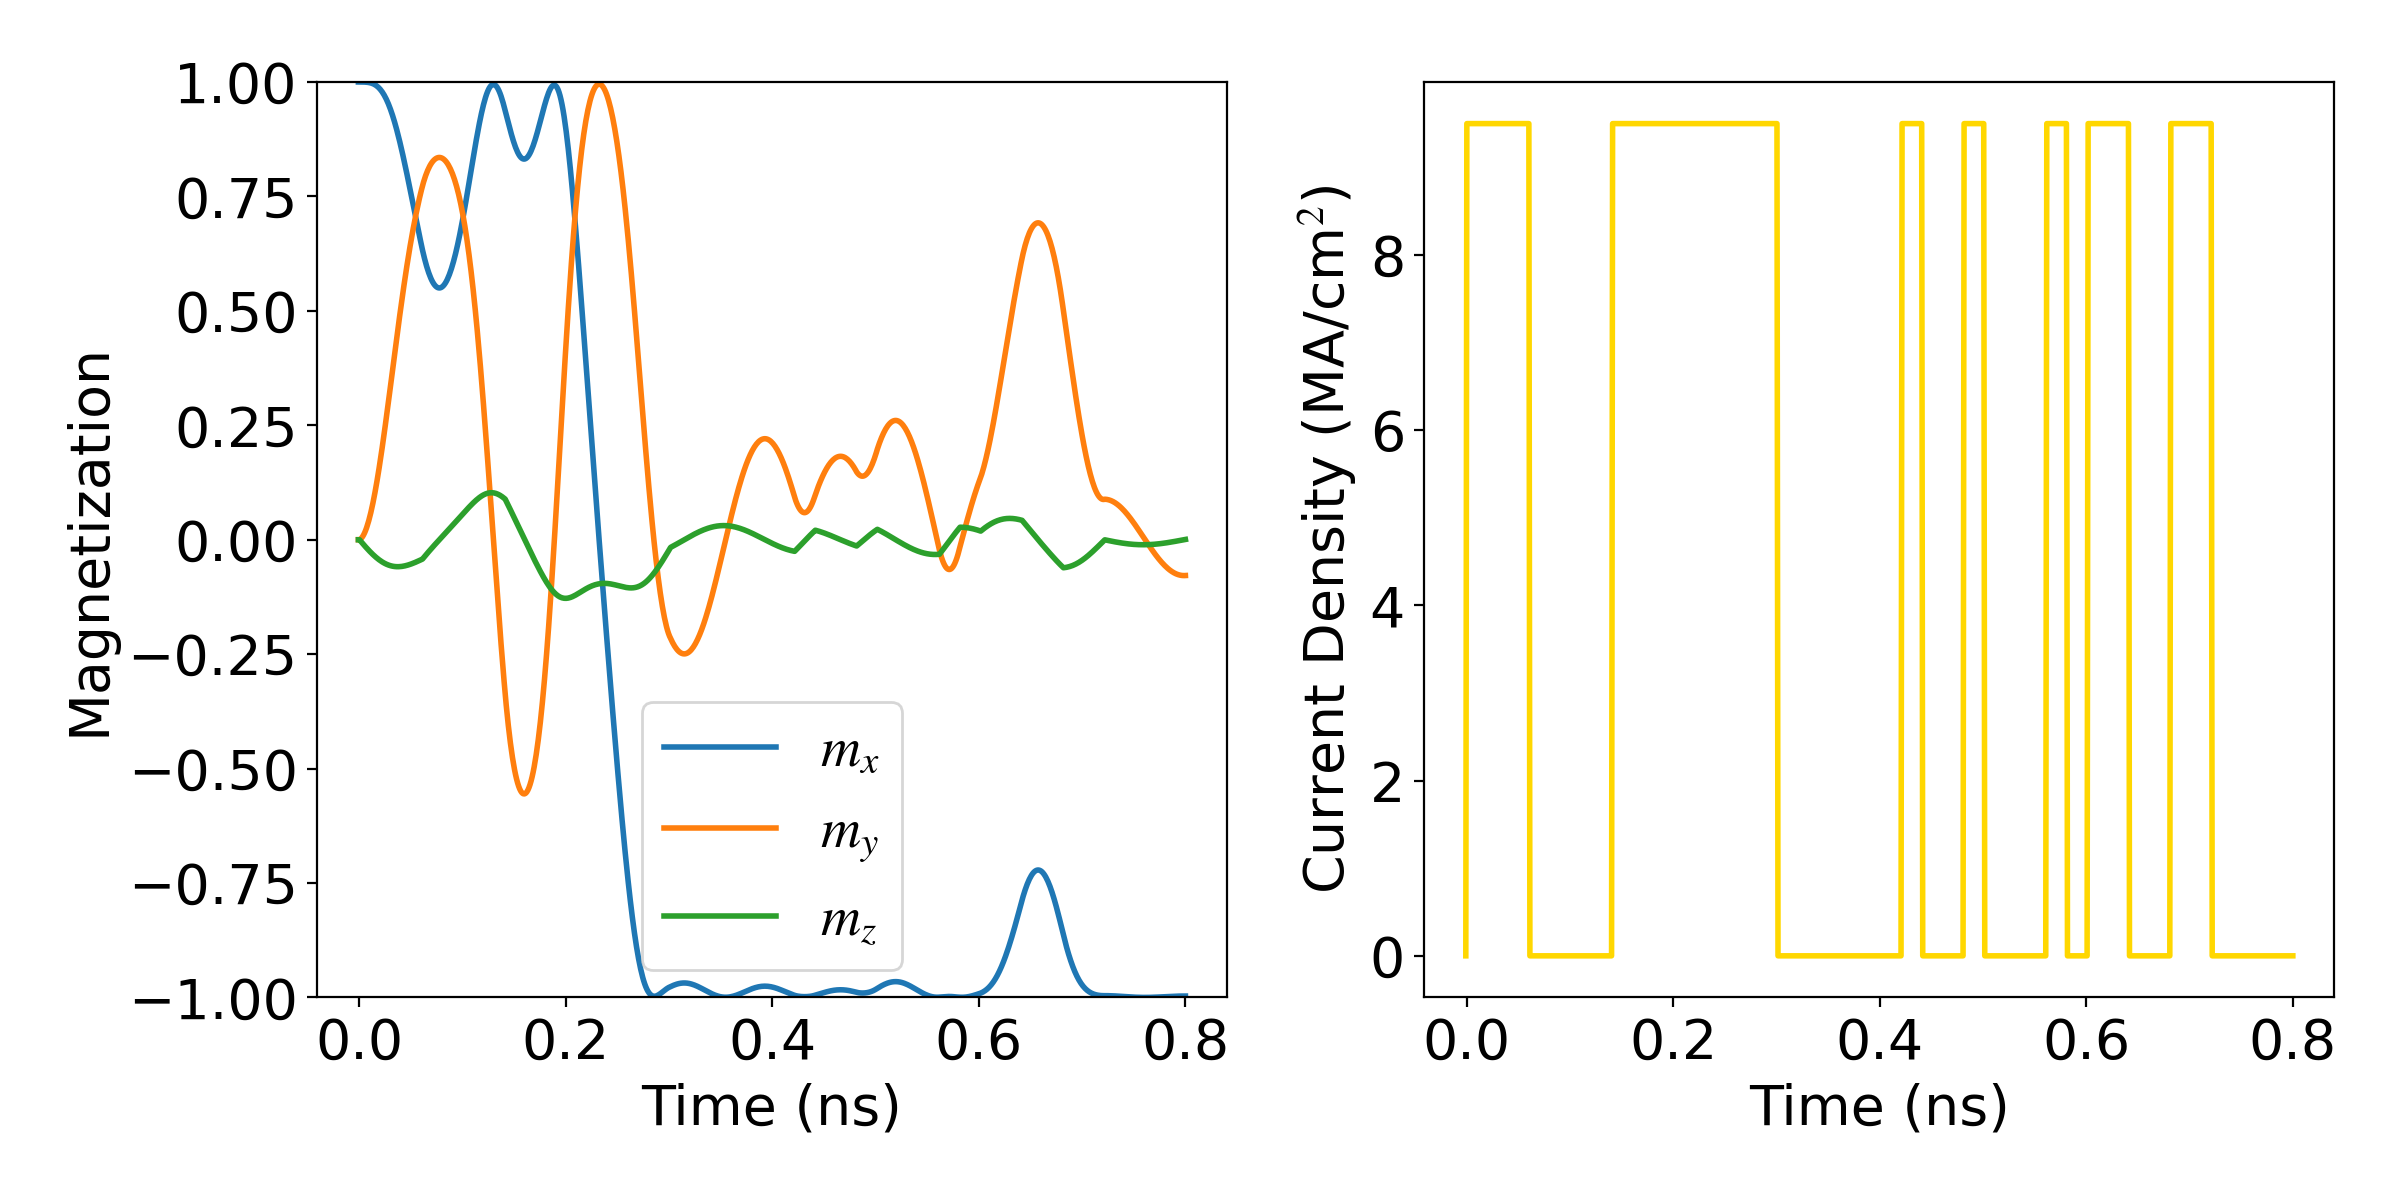 1.00
0.75
0.50
0.25
0.00
−0.25
−0.50
−0.75
−1.00
Magnetization
0.0 0.2 0.4 0.6 0.8
Time (ns)
m_x
m_y
m_z
8
6
4
2
0
Current Density (MA/cm²)
0.0 0.2 0.4 0.6 0.8
Time (ns)